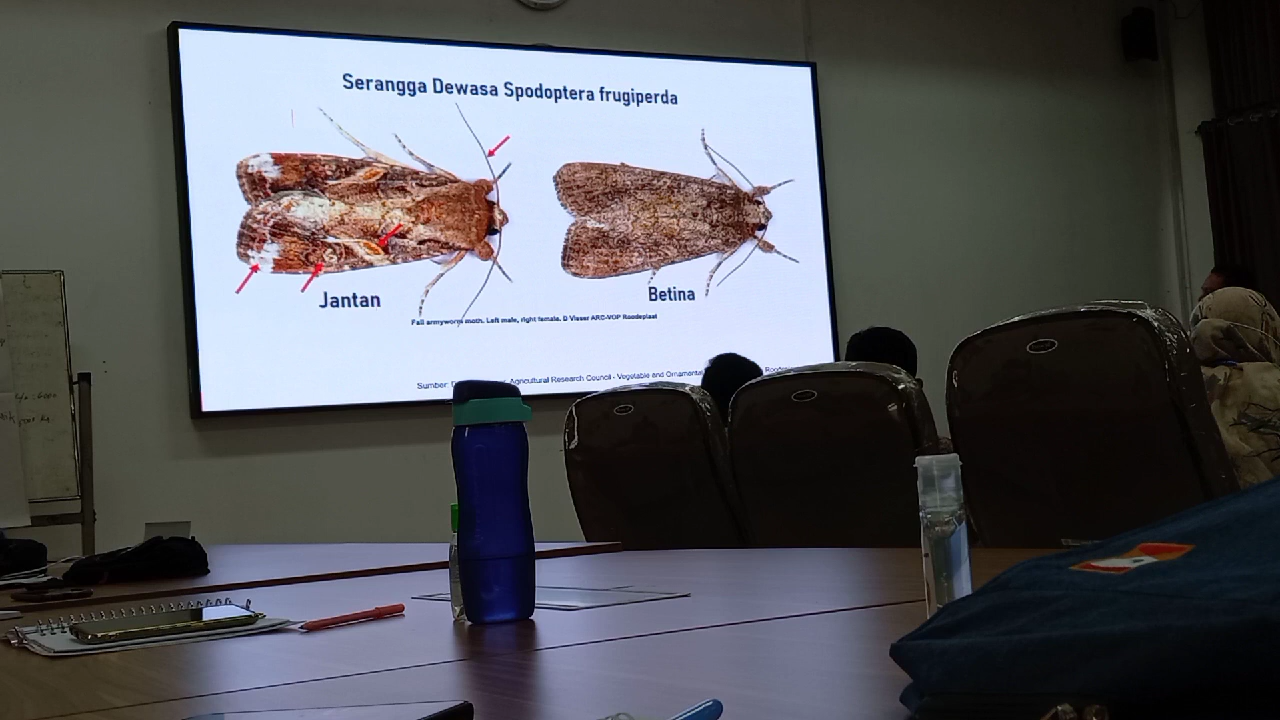 Serangga Dewasa Spodoptera frugiperda
Jantan
Betina
Fall armyworm moth. Left male, right female. D Visser ARC-VOP Roodeplaat
Sumber: Agricultural Research Council - Vegetable and